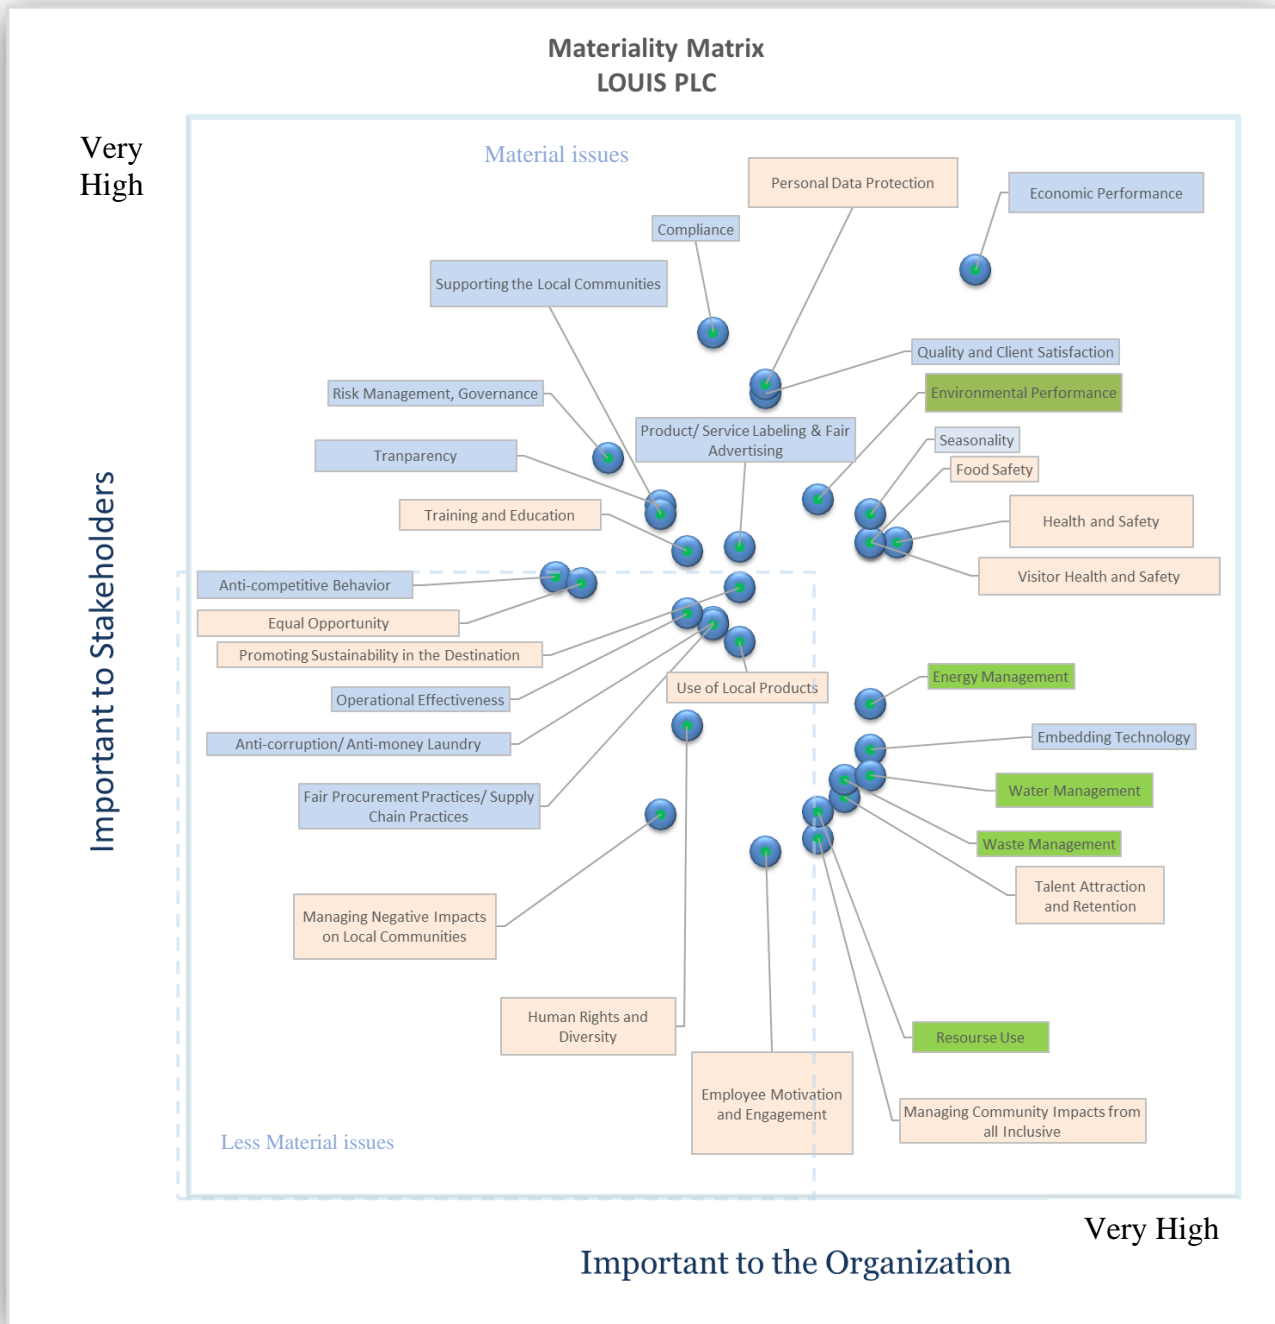 Materiality Matrix
LOUIS PLC
Very
High
Material issues
Personal Data Protection
Economic Performance
Compliance
Supporting the Local Communities
Quality and Client Satisfaction
Risk Management, Governance
Environmental Performance
Product/ Service Labeling & Fair
Advertising
Seasonality
Tranparency
Food Safety
Training and Education
Health and Safety
Visitor Health and Safety
Anti-competitive Behavior
Equal Opportunity
Promoting Sustainability in the Destination
Energy Management
Use of Local Products
Operational Effectiveness
Embedding Technology
Anti-corruption/ Anti-money Laundry
Water Management
Fair Procurement Practices/ Supply
Chain Practices
Waste Management
Talent Attraction
and Retention
Managing Negative Impacts
on Local Communities
Human Rights and
Diversity
Resourse Use
Employee Motivation
and Engagement
Managing Community Impacts from
all Inclusive
Less Material issues
Important to Stakeholders
Very High
Important to the Organization